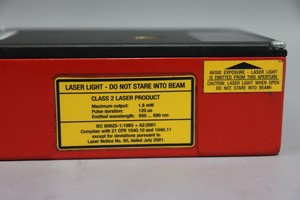 LASER LIGHT - DO NOT STARE INTO BEAM
CLASS 2 LASER PRODUCT
Maximum output: 1.0 mW
Pulse duration: 120 µs
Emitted wavelength: 650 - 690 nm
IEC 60825-1:1993 + A2:2001
Complies with 21 CFR 1040.10 and 1040.11
except for deviations pursuant to
Laser Notice No. 50, dated July 2001.
AVOID EXPOSURE - LASER LIGHT
IS EMITTED FROM THIS APERTURE
CAUTION: LASER LIGHT WHEN OPEN
DO NOT STARE INTO BEAM